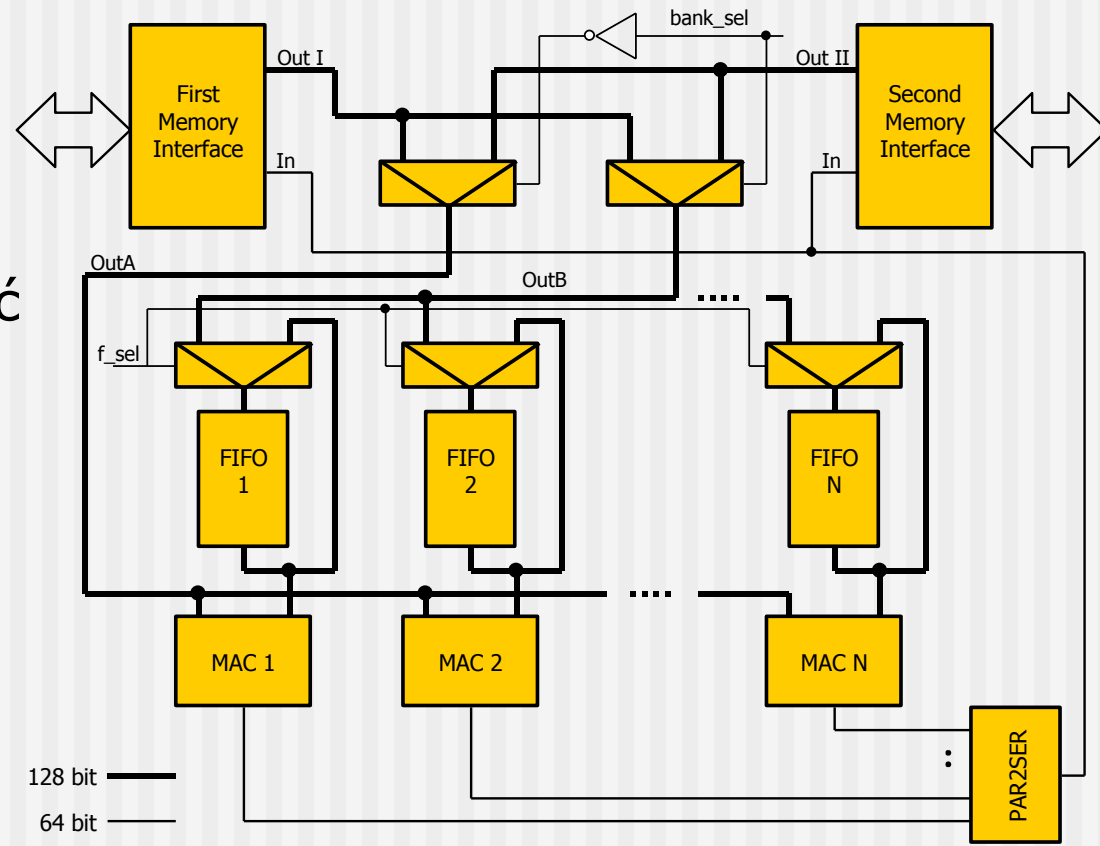 bank_sel
Out I
Out II
First
Memory
Interface
Second
Memory
Interface
In
In
OutA
OutB
ć
f_sel
FIFO
1
FIFO
2
FIFO
N
MAC 1
MAC 2
MAC N
PAR2SER
128 bit
64 bit